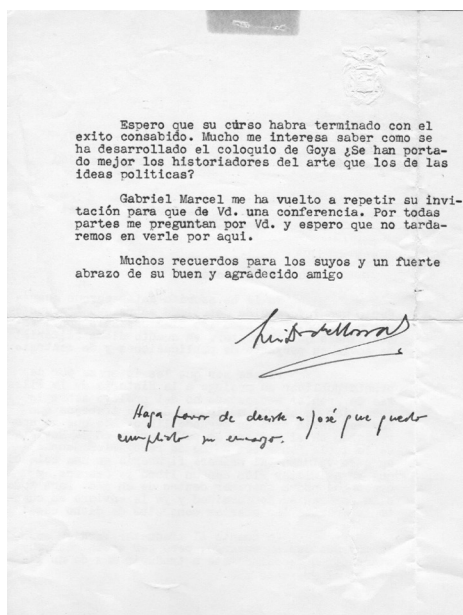 Espero que su curso habra terminado con el
exito consabido. Mucho me interesa saber como se
ha desarrollado el coloquio de Goya ¿Se han porta-
do mejor los historiadores del arte que los de las
ideas politicas?
Gabriel Marcel me ha vuelto a repetir su invi-
tación para que de Vd. una conferencia. Por todas
partes me preguntan por Vd. y espero que no tarda-
remos en verle por aqui.
Muchos recuerdos para los suyos y un fuerte
abrazo de su buen y agradecido amigo
Haga favor de decirle a José que quedo
cumplido su encargo.